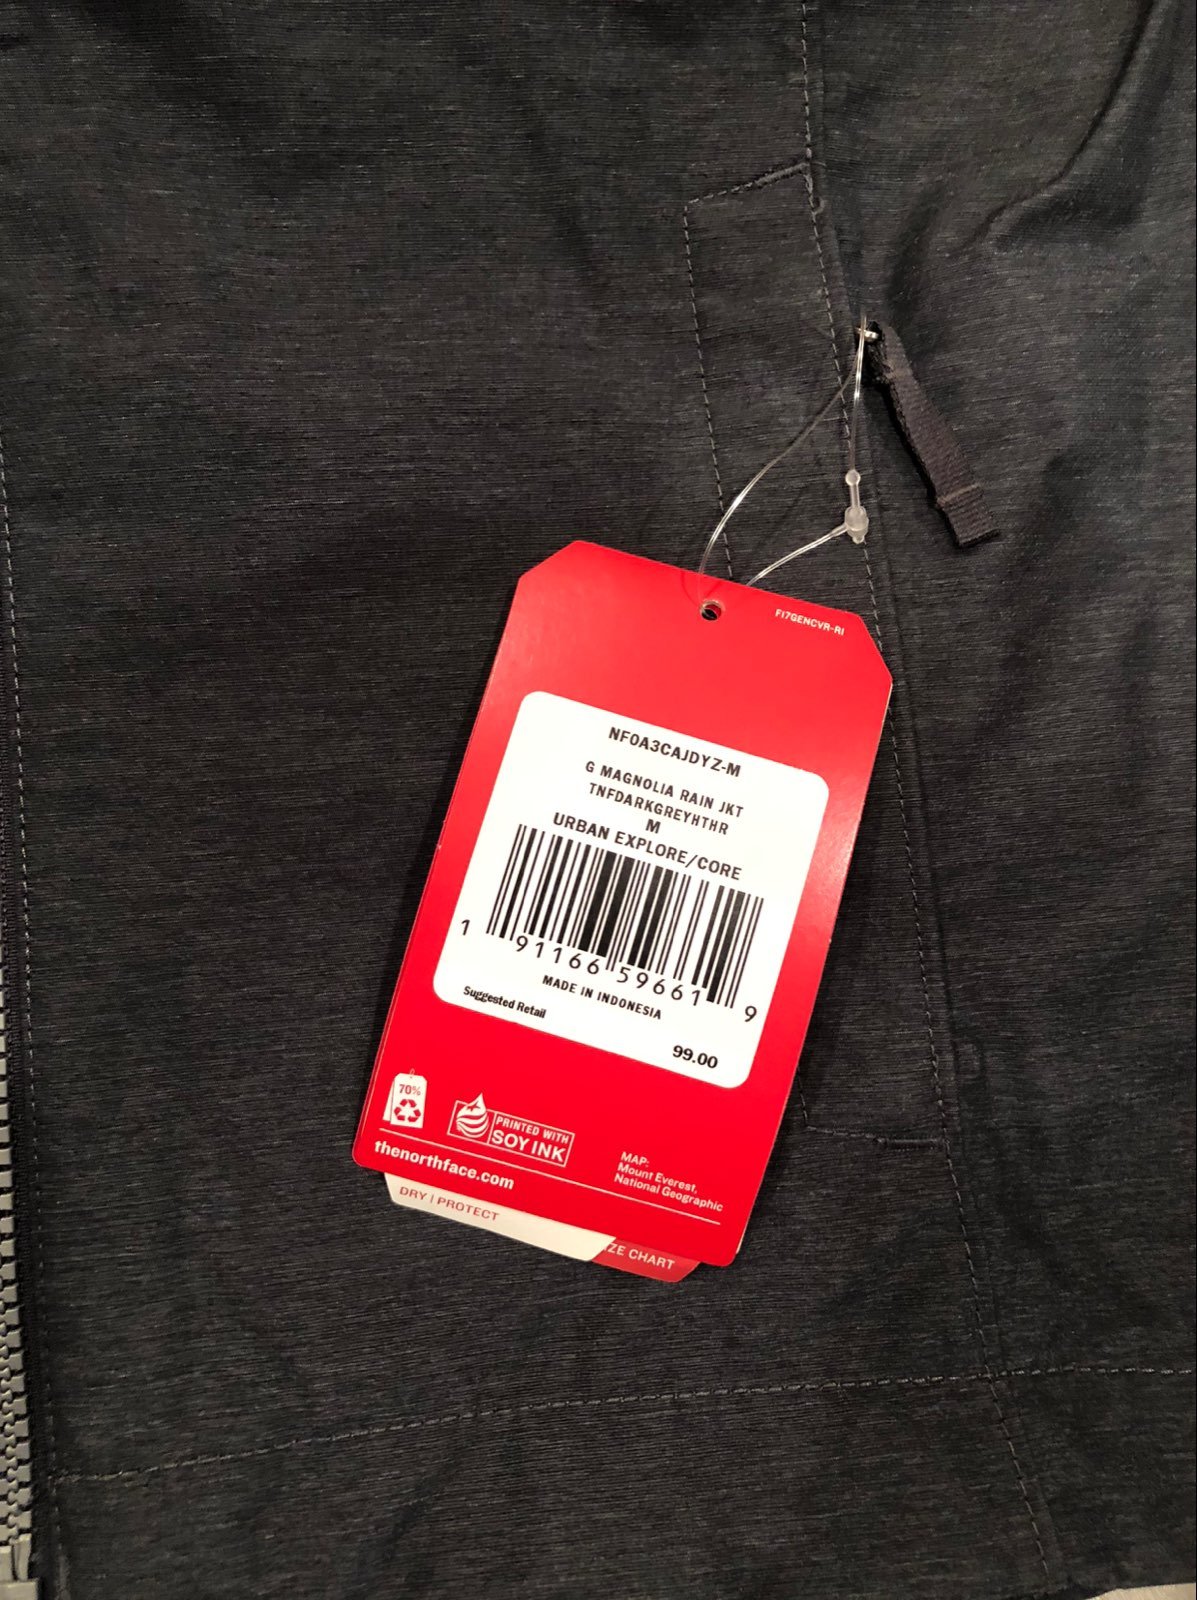 F17GENCVR-R1
NF0A3CAJDYZ-M
G MAGNOLIA RAIN JKT
TNFDARKGREYHTHR
M
URBAN EXPLORE/CORE
1 91166 59661 9
MADE IN INDONESIA
Suggested Retail
99.00
70%
PRINTED WITH
SOY INK
MAP:
Mount Everest,
National Geographic
thenorthface.com
DRY | PROTECT
IZE CHART